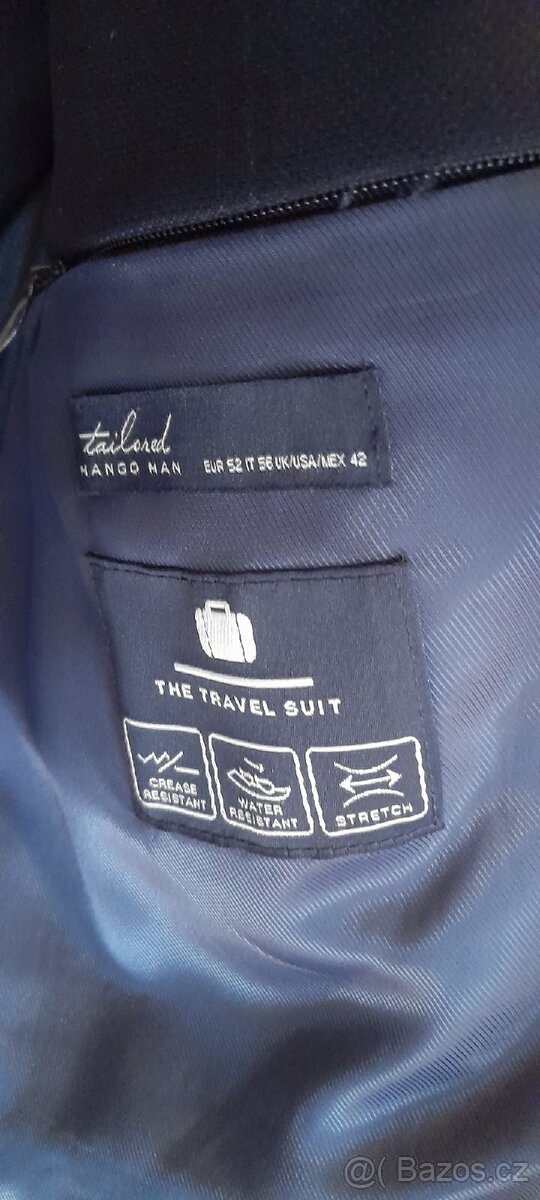 tailored
MANGO MAN
EUR 52 IT 56 UK/USA/MEX 42
THE TRAVEL SUIT
CREASE
RESISTANT
WATER
RESISTANT
STRETCH
@( Bazos.cz